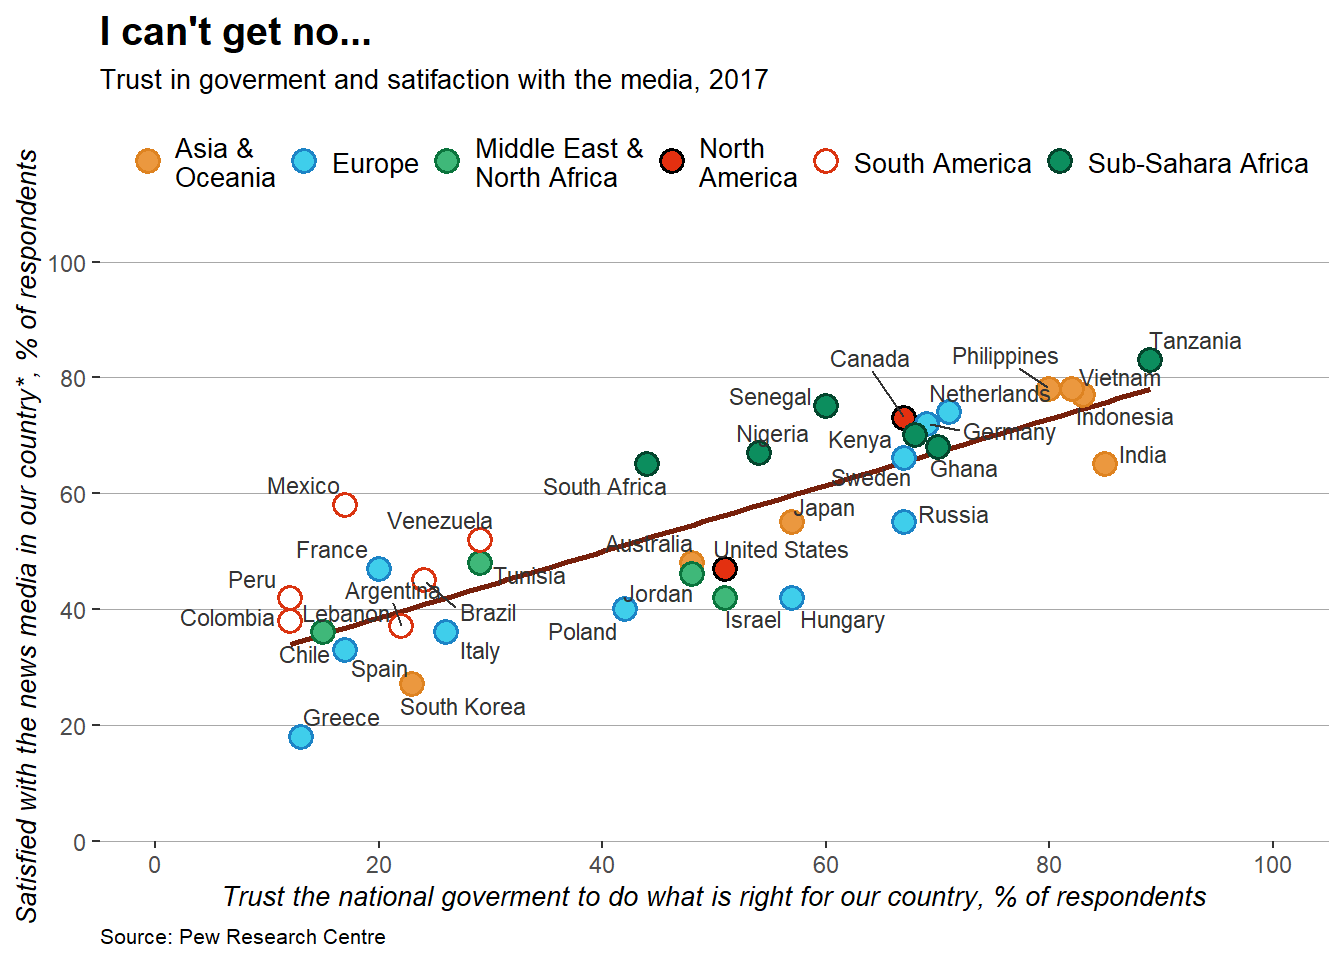 I can't get no...
Trust in goverment and satifaction with the media, 2017
Asia &
Oceania
Europe
Middle East &
North Africa
North
America
South America
Sub-Sahara Africa
Satisfied with the news media in our country*, % of respondents
100
80
60
40
20
0
Tanzania
Canada
Philippines
Vietnam
Netherlands
Senegal
Indonesia
Nigeria
Kenya
Germany
India
Ghana
Sweden
South Africa
Mexico
Japan
Russia
Venezuela
Australia
United States
France
Tunisia
Peru
Argentina
Jordan
Brazil
Lebanon
Colombia
Israel
Hungary
Poland
Italy
Chile
Spain
South Korea
Greece
0
20
40
60
80
100
Trust the national goverment to do what is right for our country, % of respondents
Source: Pew Research Centre